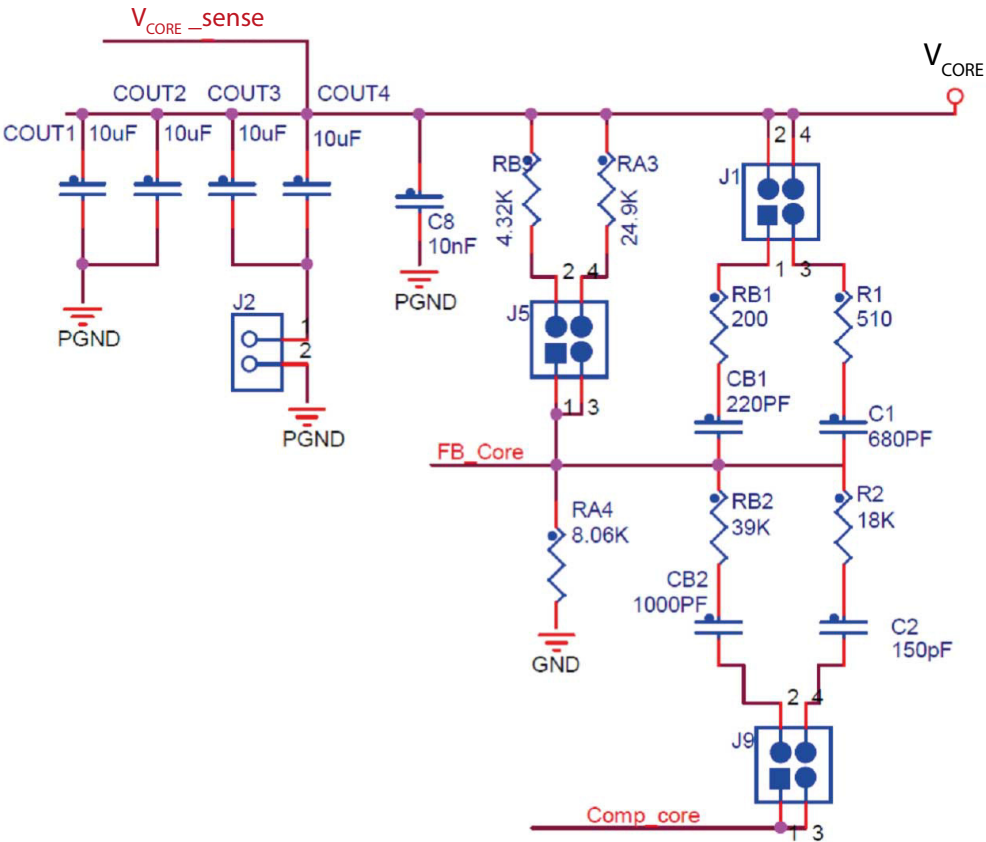 V CORE _sense
V CORE
COUT2 COUT3 COUT4
COUT1 10uF 10uF 10uF 10uF
2 4
J1
1 3
RA3
4.32K
24.9K
C8
10nF
PGND
2 4
J5
1 3
J2
1
2
PGND
PGND
RB1
200
R1
510
CB1
220PF
C1
680PF
FB_Core
RA4
8.06K
GND
RB2
39K
R2
18K
CB2
1000PF
C2
150pF
2 4
J9
Comp_core
1 3